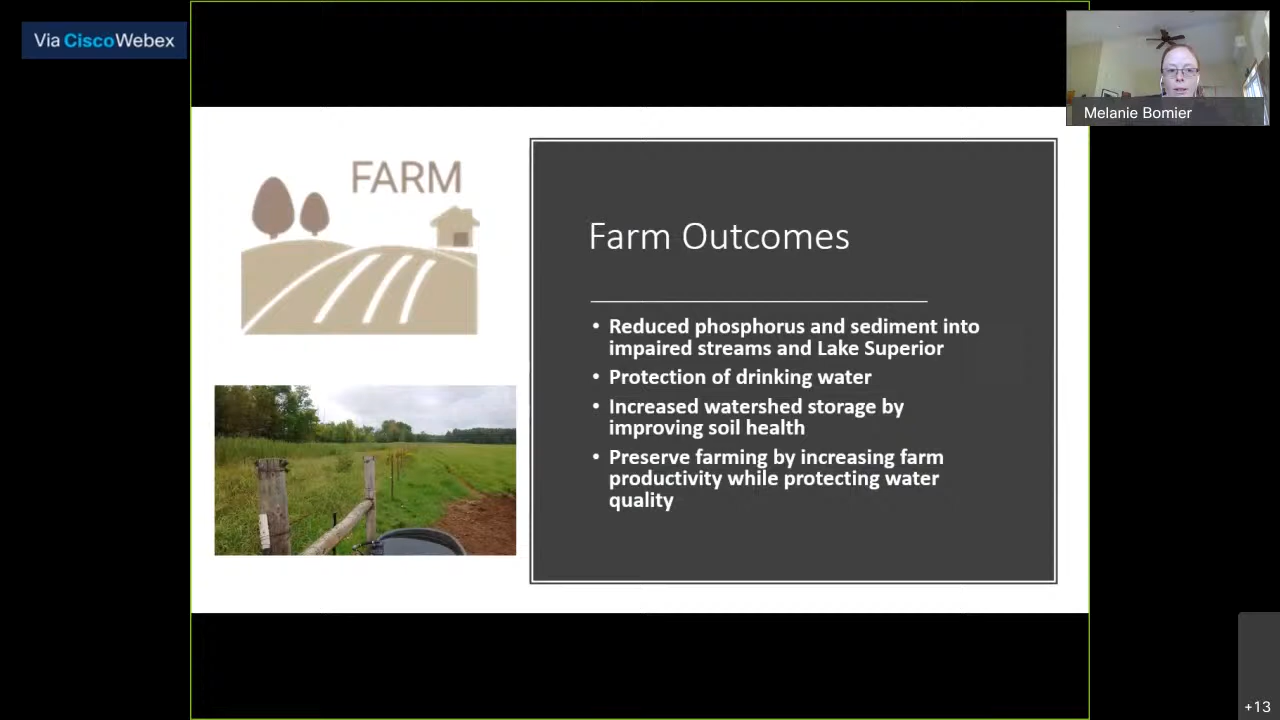 Via CiscoWebex
Melanie Bomier
FARM
Farm Outcomes
• Reduced phosphorus and sediment into
impaired streams and Lake Superior
• Protection of drinking water
• Increased watershed storage by
improving soil health
• Preserve farming by increasing farm
productivity while protecting water
quality
+13